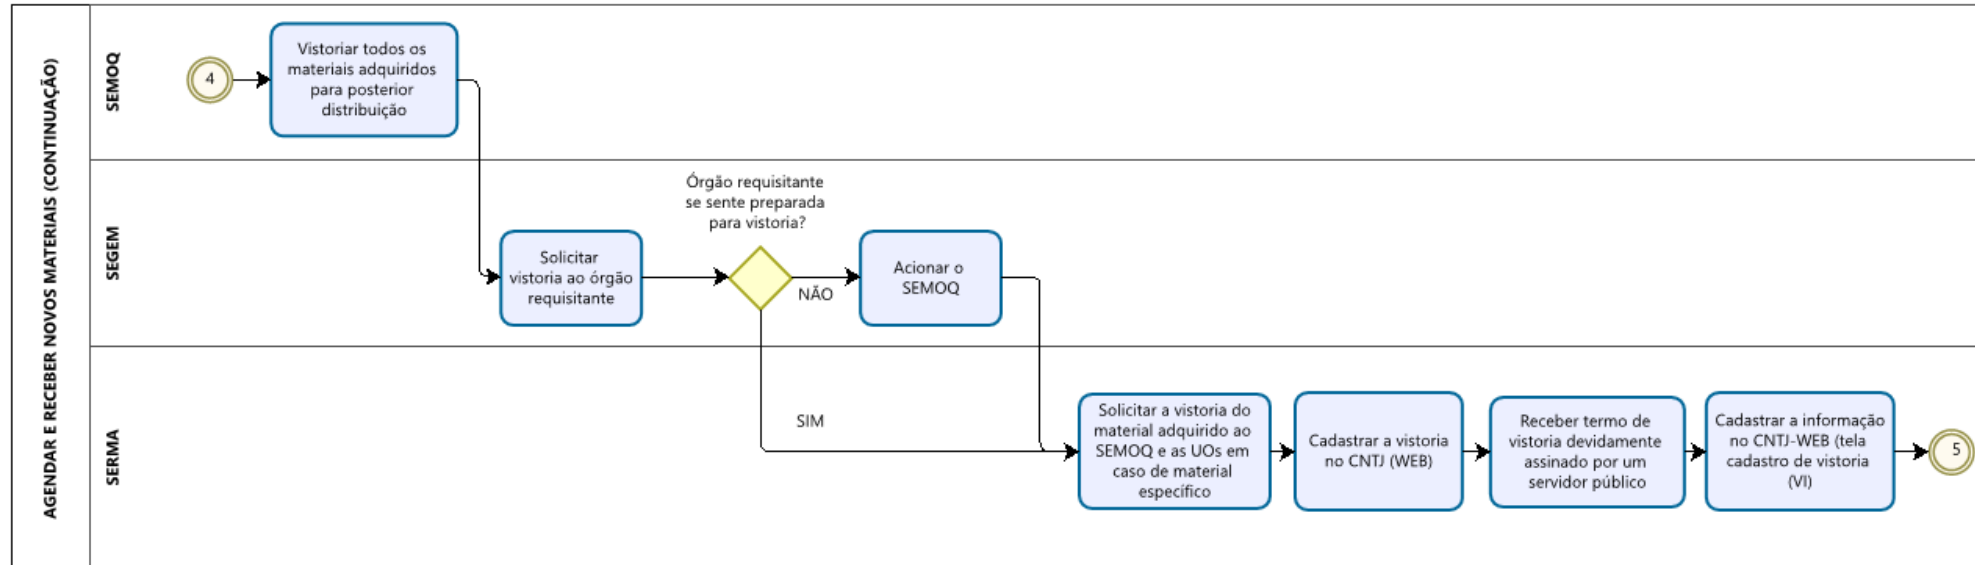 AGENDAR E RECEBER NOVOS MATERIAIS (CONTINUAÇÃO)
SEMOQ
4
Vistoriar todos os
materiais adquiridos
para posterior
distribuição
SEGEM
Solicitar
vistoria ao órgão
requisitante
Órgão requisitante
se sente preparada
para vistoria?
NÃO
Acionar o
SEMOQ
SERMA
SIM
Solicitar a vistoria do
material adquirido ao
SEMOQ e as UOs em
caso de material
específico
Cadastrar a vistoria
no CNTJ (WEB)
Receber termo de
vistoria devidamente
assinado por um
servidor público
Cadastrar a informação
no CNTJ-WEB (tela
cadastro de vistoria
(VI)
5